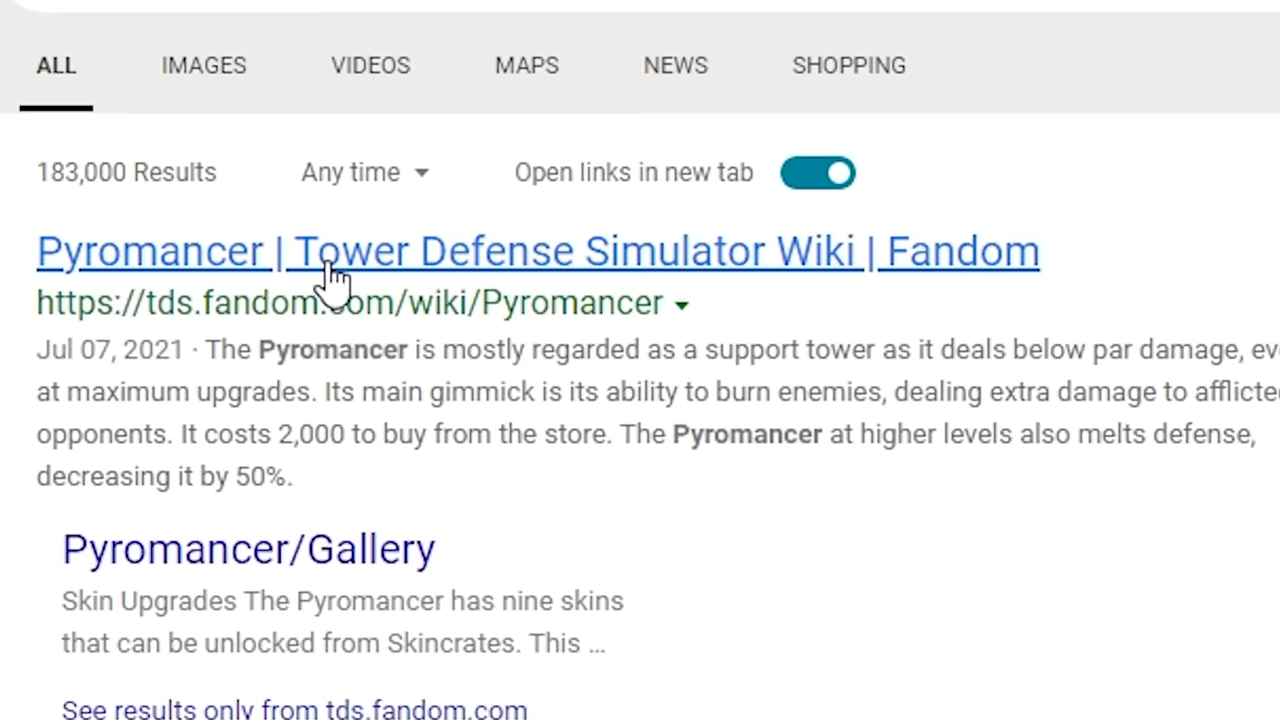 ALL IMAGES VIDEOS MAPS NEWS SHOPPING
183,000 Results Any time Open links in new tab
Pyromancer | Tower Defense Simulator Wiki | Fandom
https://tds.fandom.com/wiki/Pyromancer
Jul 07, 2021 · The Pyromancer is mostly regarded as a support tower as it deals below par damage,
at maximum upgrades. Its main gimmick is its ability to burn enemies, dealing extra damage to
opponents. It costs 2,000 to buy from the store. The Pyromancer at higher levels also melts defense,
decreasing it by 50%.
Pyromancer/Gallery
Skin Upgrades The Pyromancer has nine skins
that can be unlocked from Skincrates. This ...
See results only from tds.fandom.com